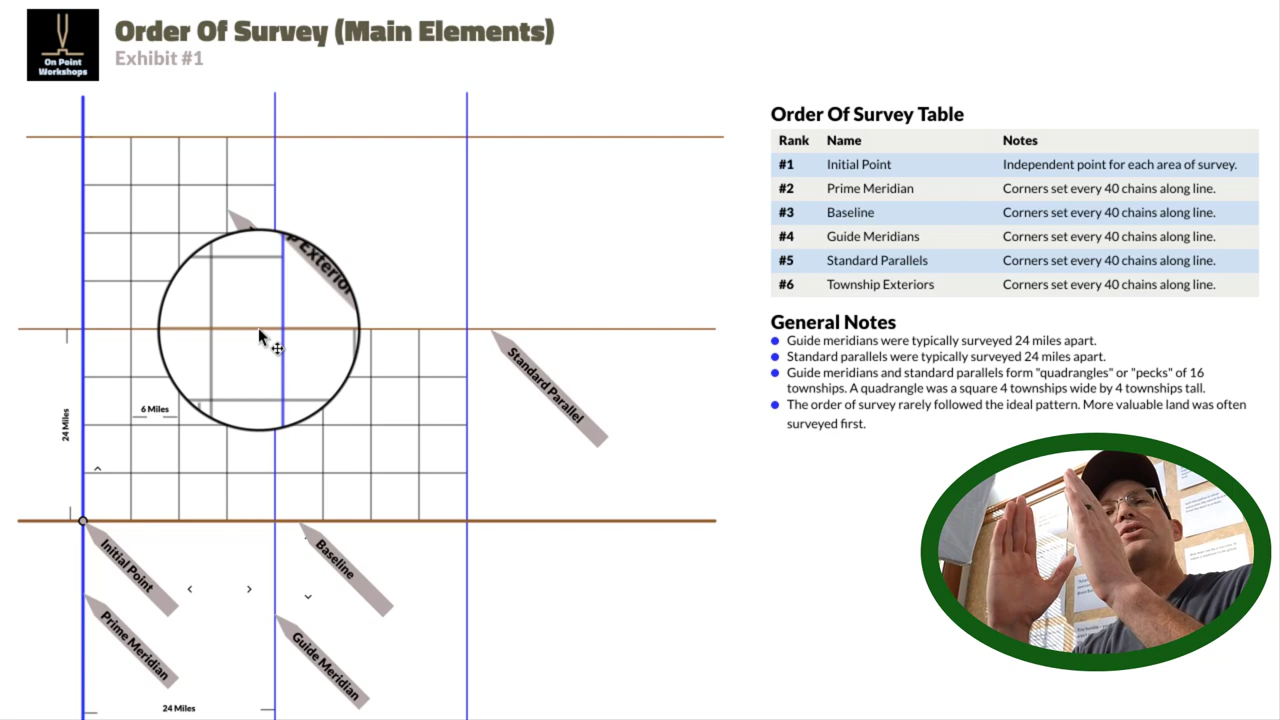 On Point
Workshops
Order Of Survey (Main Elements)
Exhibit #1
Exterior
Standard Parallel
6 Miles
24 Miles
Initial Point
Baseline
Prime Meridian
Guide Meridian
24 Miles
Order Of Survey Table
Rank Name Notes
#1 Initial Point Independent point for each area of survey.
#2 Prime Meridian Corners set every 40 chains along line.
#3 Baseline Corners set every 40 chains along line.
#4 Guide Meridians Corners set every 40 chains along line.
#5 Standard Parallels Corners set every 40 chains along line.
#6 Township Exteriors Corners set every 40 chains along line.
General Notes
Guide meridians were typically surveyed 24 miles apart.
Standard parallels were typically surveyed 24 miles apart.
Guide meridians and standard parallels form "quadrangles" or "pecks" of 16
townships. A quadrangle was a square 4 townships wide by 4 townships tall.
The order of survey rarely followed the ideal pattern. More valuable land was often
surveyed first.